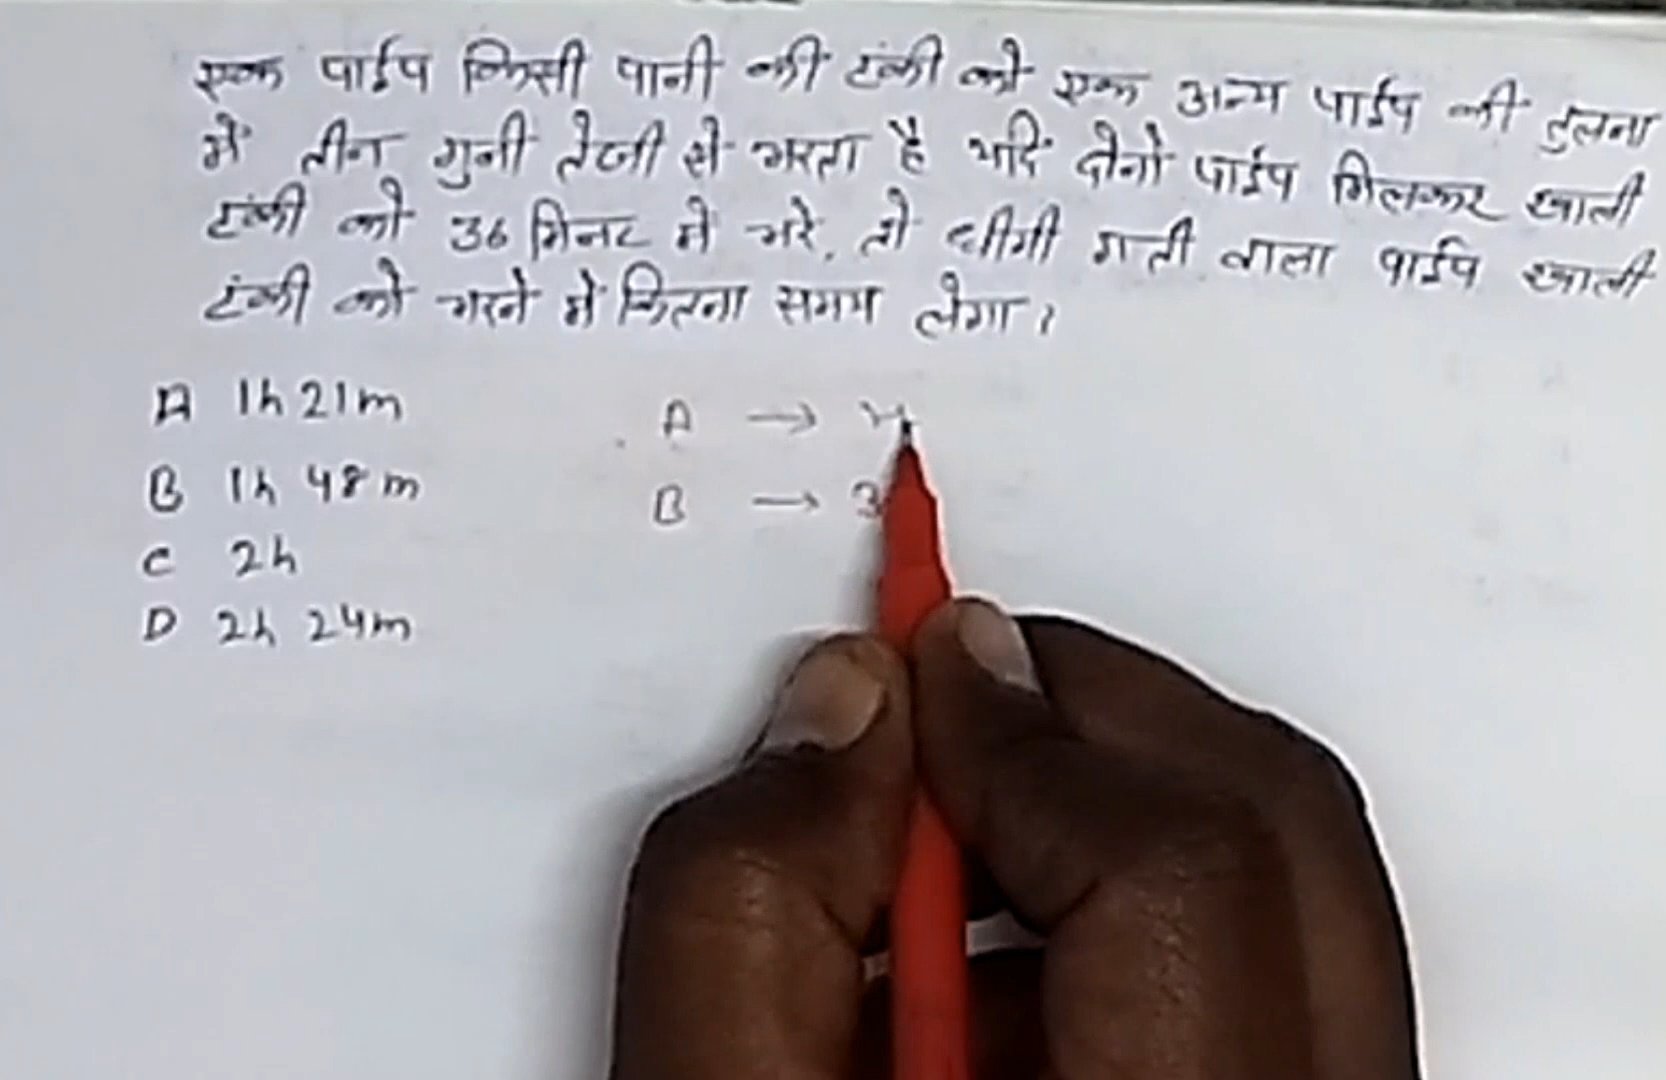 एक पाईप किसी पानी की टंकी को एक अन्य पाईप की तुलना
में तीन गुनी तेजी से भरता है यदि दोनो पाईप मिलकर खाली
टंकी को 36 मिनट में भरे, तो धीमी गती वाला पाईप खाली
टंकी को भरने में कितना समय लेगा।
A 1h 21m
B 1h 48m
C 2h
D 2h 24m
A →
B → 3